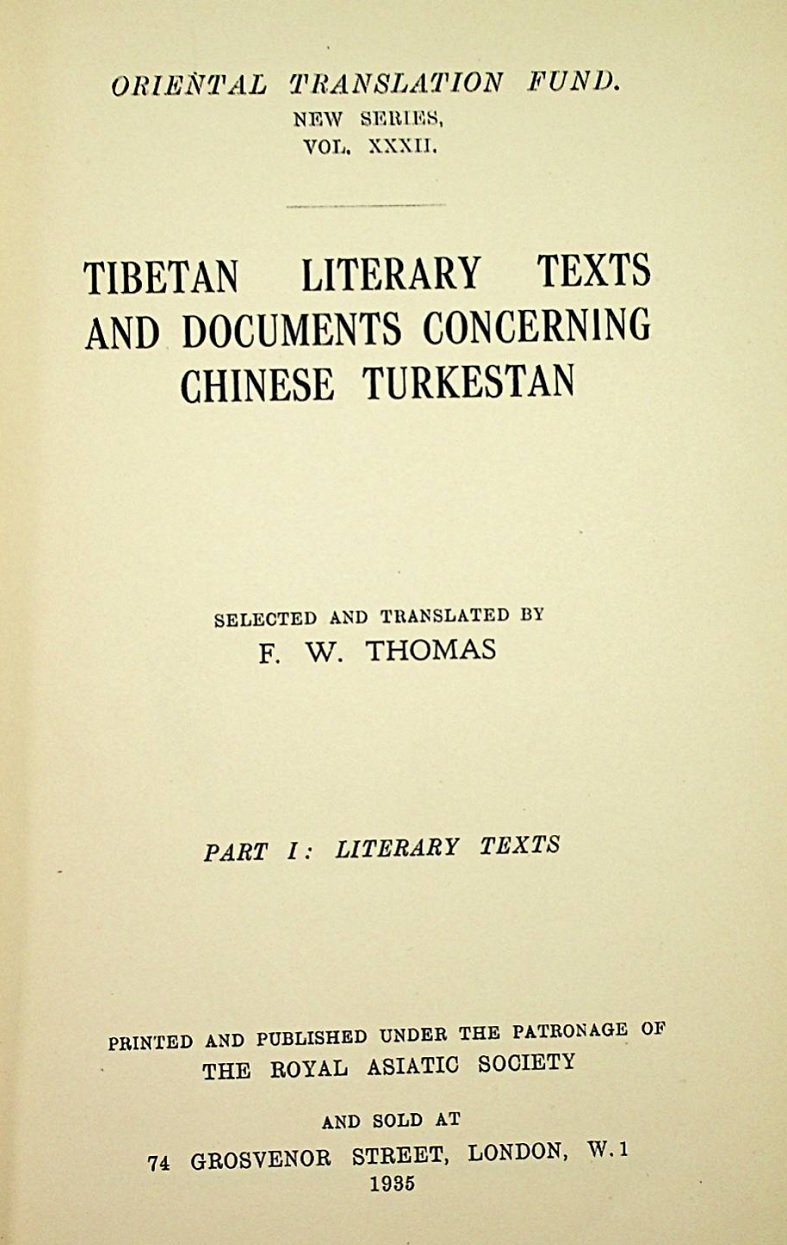 ORIENTAL TRANSLATION FUND.
NEW SERIES,
VOL. XXXII.
TIBETAN LITERARY TEXTS
AND DOCUMENTS CONCERNING
CHINESE TURKESTAN
SELECTED AND TRANSLATED BY
F. W. THOMAS
PART I: LITERARY TEXTS
PRINTED AND PUBLISHED UNDER THE PATRONAGE OF
THE ROYAL ASIATIC SOCIETY
AND SOLD AT
74 GROSVENOR STREET, LONDON, W.1
1935